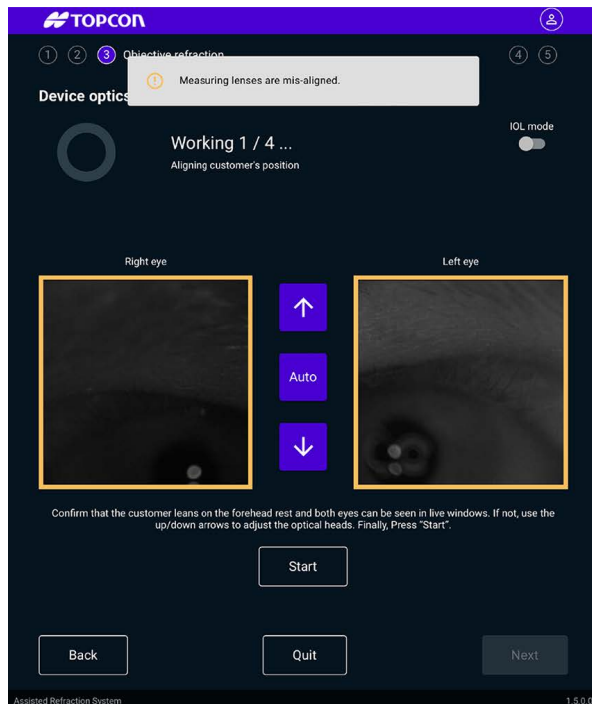 TOPCON
1 2 3 Objective refraction 4 5
Measuring lenses are mis-aligned.
Device optics
Working 1 / 4 ...
Aligning customer's position
IOL mode
Right eye
Left eye
Auto
Confirm that the customer leans on the forehead rest and both eyes can be seen in live windows. If not, use the
up/down arrows to adjust the optical heads. Finally, Press "Start".
Start
Back
Quit
Next
Assisted Refraction System
1.5.0.0